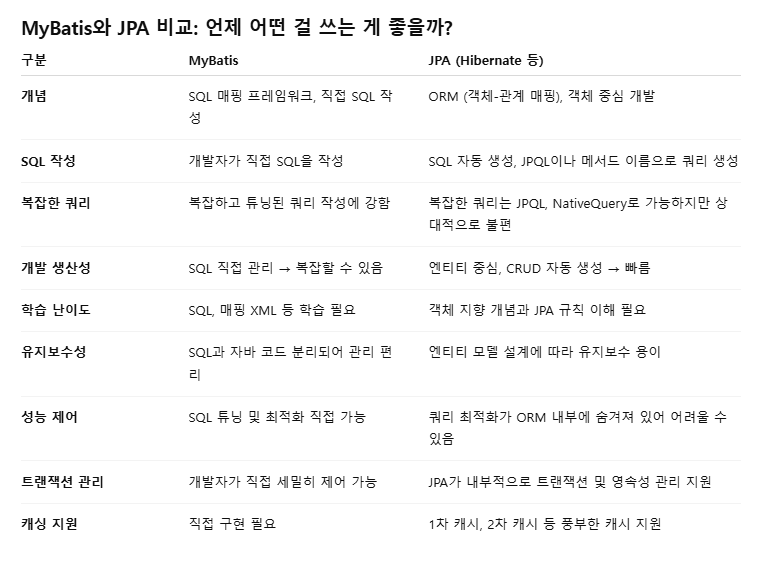 MyBatis와 JPA 비교: 언제 어떤 걸 쓰는 게 좋을까?
구분 MyBatis JPA (Hibernate 등)
개념 SQL 매핑 프레임워크, 직접 SQL 작 ORM (객체-관계 매핑), 객체 중심 개발
성
SQL 작성 개발자가 직접 SQL을 작성 SQL 자동 생성, JPQL이나 메서드 이름으로 쿼리 생성
복잡한 쿼리 복잡하고 튜닝된 쿼리 작성에 강함 복잡한 쿼리는 JPQL, NativeQuery로 가능하지만 상
대적으로 불편
개발 생산성 SQL 직접 관리 → 복잡할 수 있음 엔티티 중심, CRUD 자동 생성 → 빠름
학습 난이도 SQL, 매핑 XML 등 학습 필요 객체 지향 개념과 JPA 규칙 이해 필요
유지보수성 SQL과 자바 코드 분리되어 관리 편 엔티티 모델 설계에 따라 유지보수 용이
리
성능 제어 SQL 튜닝 및 최적화 직접 가능 쿼리 최적화가 ORM 내부에 숨겨져 있어 어려울 수
있음
트랜잭션 관리 개발자가 직접 세밀히 제어 가능 JPA가 내부적으로 트랜잭션 및 영속성 관리 지원
캐싱 지원 직접 구현 필요 1차 캐시, 2차 캐시 등 풍부한 캐시 지원